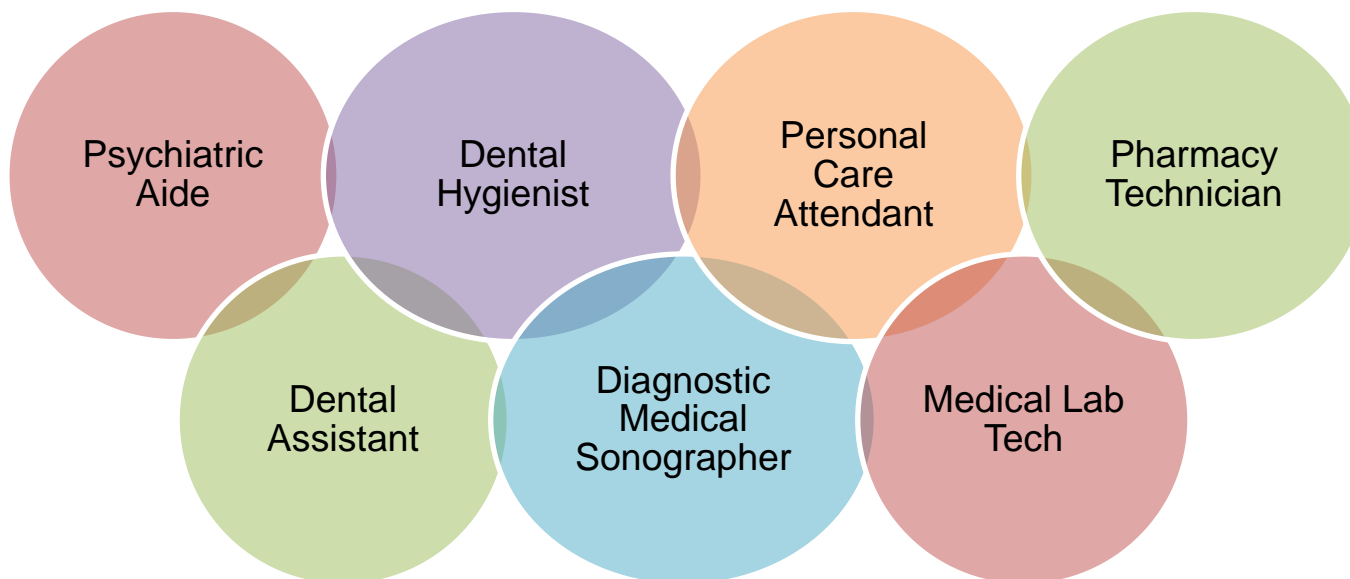 Psychiatric
Aide
Dental
Hygienist
Personal
Care
Attendant
Pharmacy
Technician
Dental
Assistant
Diagnostic
Medical
Sonographer
Medical Lab
Tech